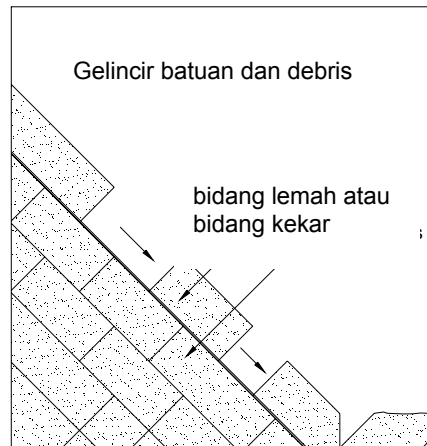 Gelincir batuan dan debris
bidang lemah atau
bidang kekar